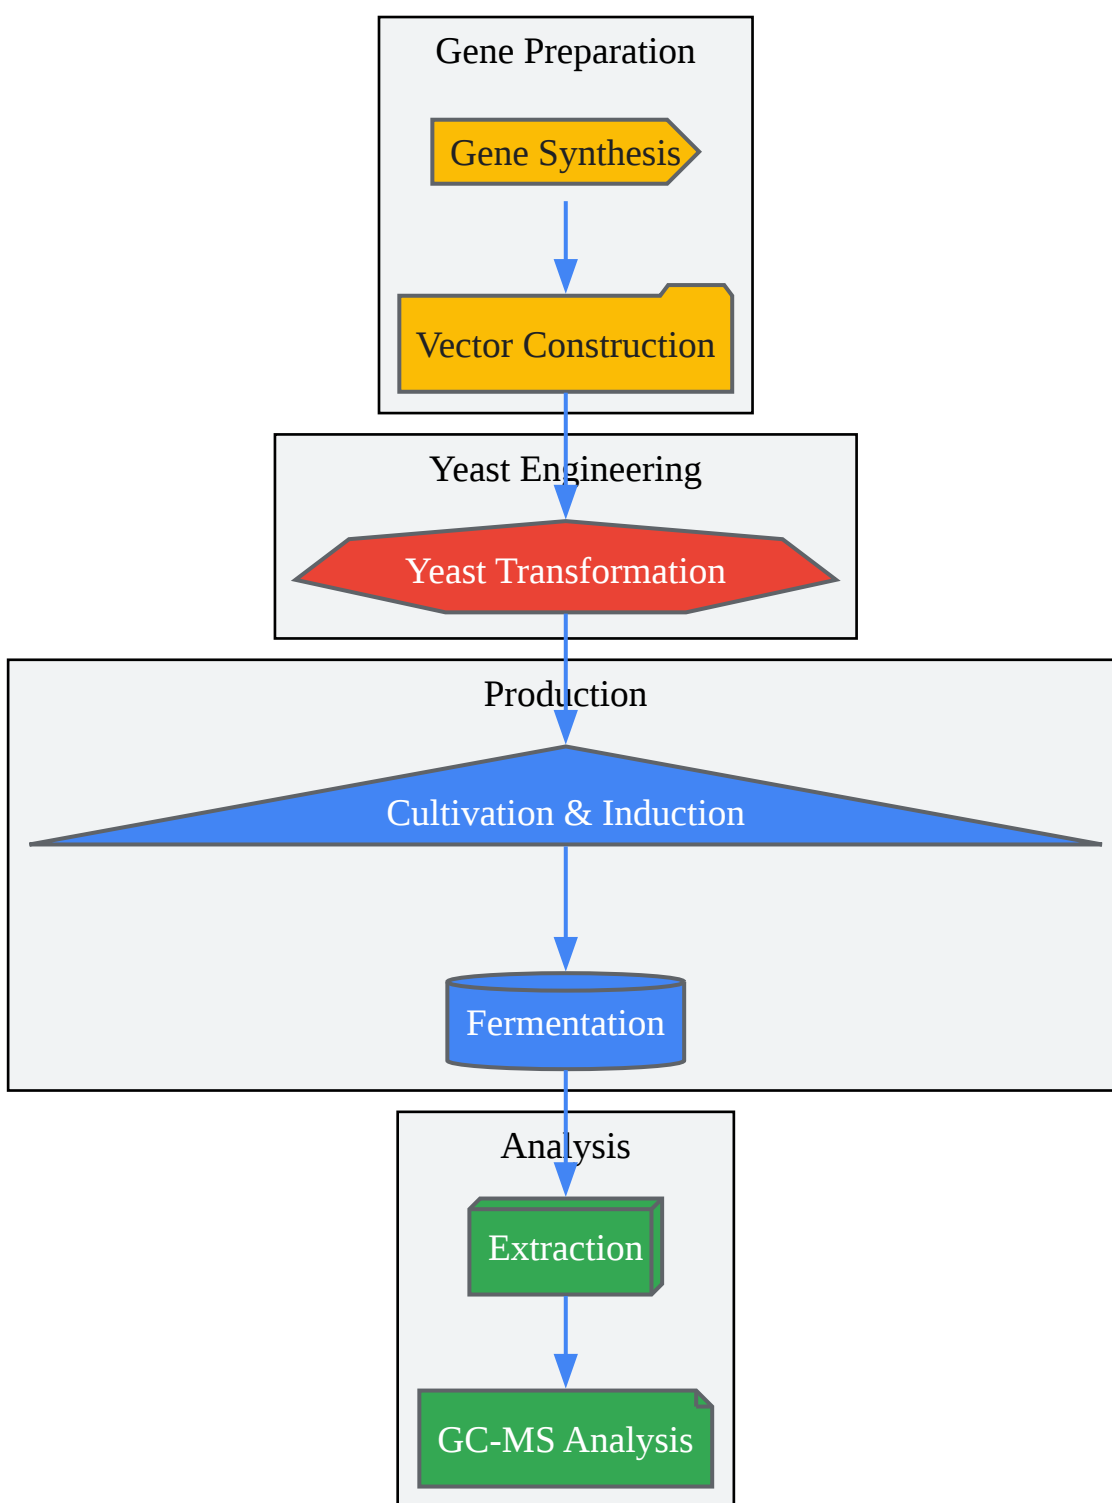 Gene Preparation
Gene Synthesis
Vector Construction
Yeast Engineering
Yeast Transformation
Production
Cultivation & Induction
Fermentation
Analysis
Extraction
GC-MS Analysis